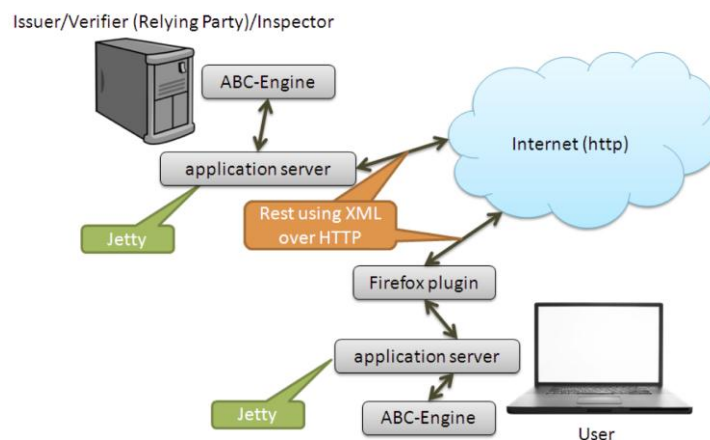 Issuer/Verifier (Relying Party)/Inspector
ABC-Engine
Internet (http)
application server
Rest using XML
over HTTP
Jetty
Firefox plugin
application server
Jetty
ABC-Engine
User